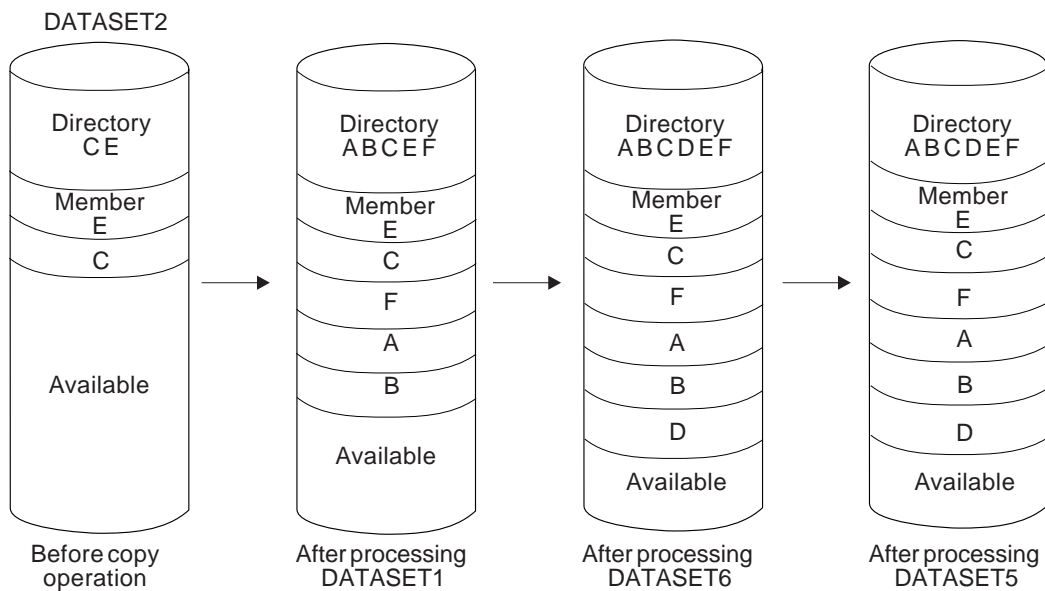 DATASET2
Directory
C E
Member
E
C
Available
Before copy
operation
Directory
A B C E F
Member
E
C
F
A
B
Available
After processing
DATASET1
Directory
A B C D E F
Member
E
C
F
A
B
D
Available
After processing
DATASET6
Directory
A B C D E F
Member
E
C
F
A
B
D
Available
After processing
DATASET5